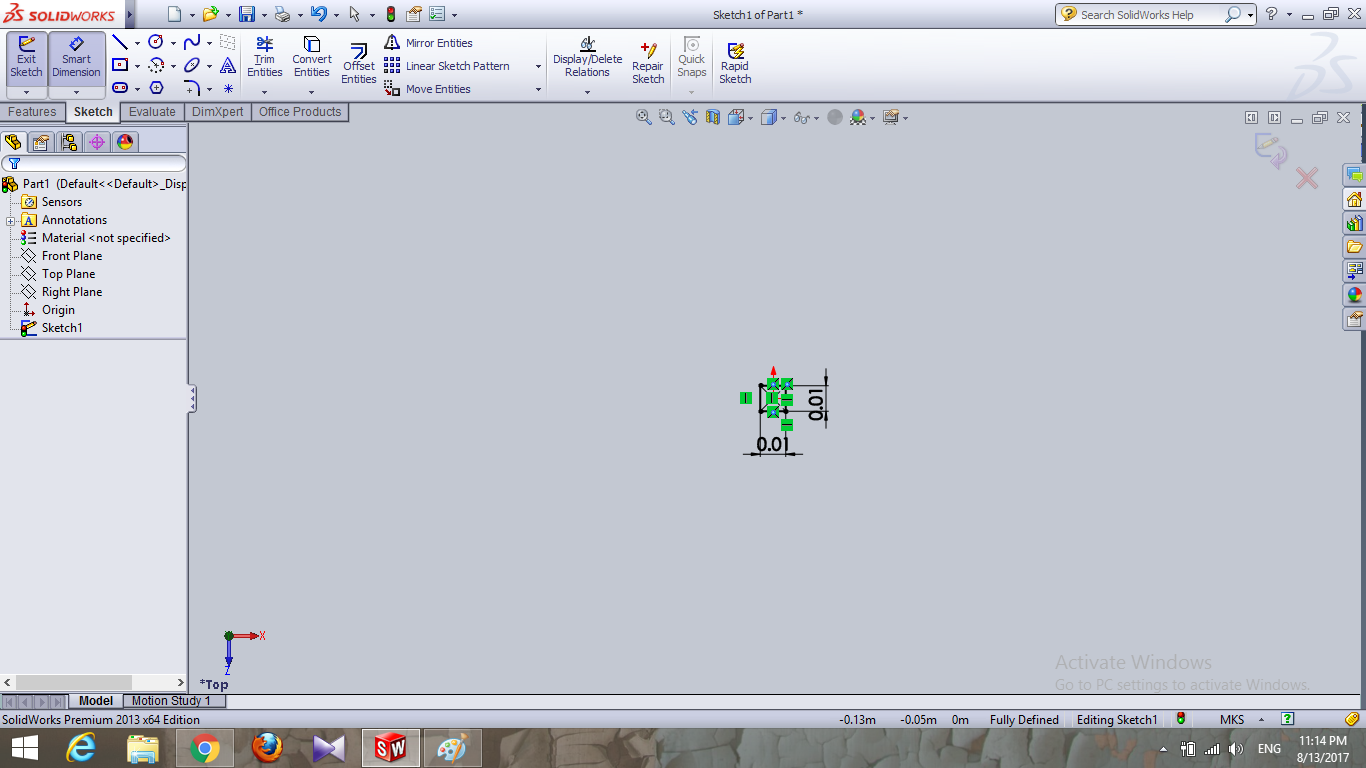 SOLIDWORKS
Sketch1 of Part1 *
Search SolidWorks Help
Exit Sketch
Smart Dimension
Trim Entities
Convert Entities
Offset Entities
Mirror Entities
Linear Sketch Pattern
Move Entities
Display/Delete Relations
Repair Sketch
Quick Snaps
Rapid Sketch
Features Sketch Evaluate DimXpert Office Products
Part1 (Default<<Default>_Disp
Sensors
Annotations
Material <not specified>
Front Plane
Top Plane
Right Plane
Origin
Sketch1
0.01
0.01
X
Z
*Top
Activate Windows
Go to PC settings to activate Windows.
Model Motion Study 1
SolidWorks Premium 2013 x64 Edition
-0.13m -0.05m 0m Fully Defined Editing Sketch1 MKS
SW
ENG
11:14 PM
8/13/2017